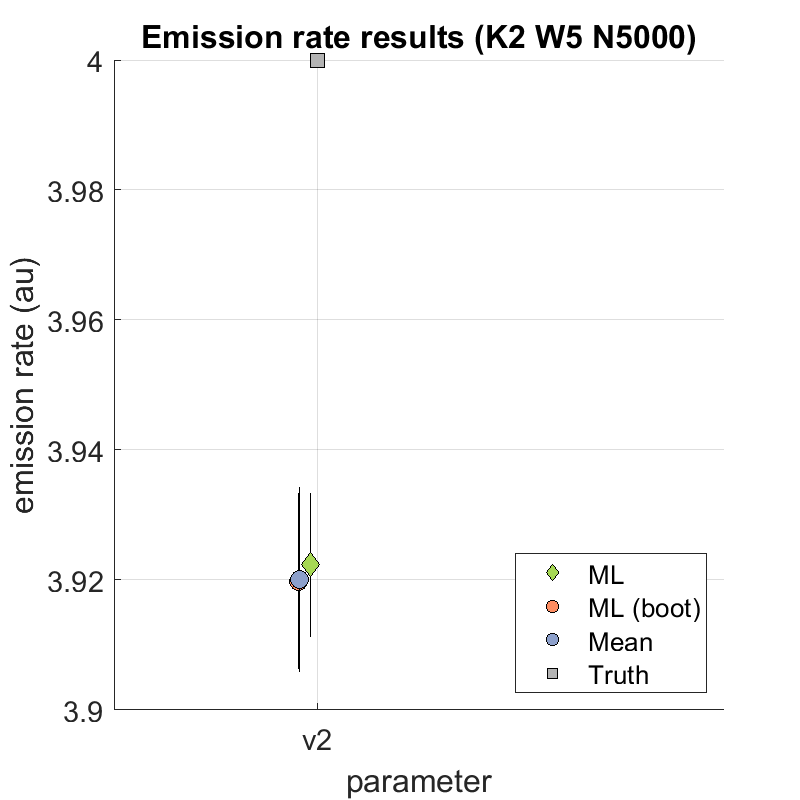 Emission rate results (K2 W5 N5000)
4
3.98
3.96
3.94
3.92
3.9
emission rate (au)
v2
parameter
ML
ML (boot)
Mean
Truth